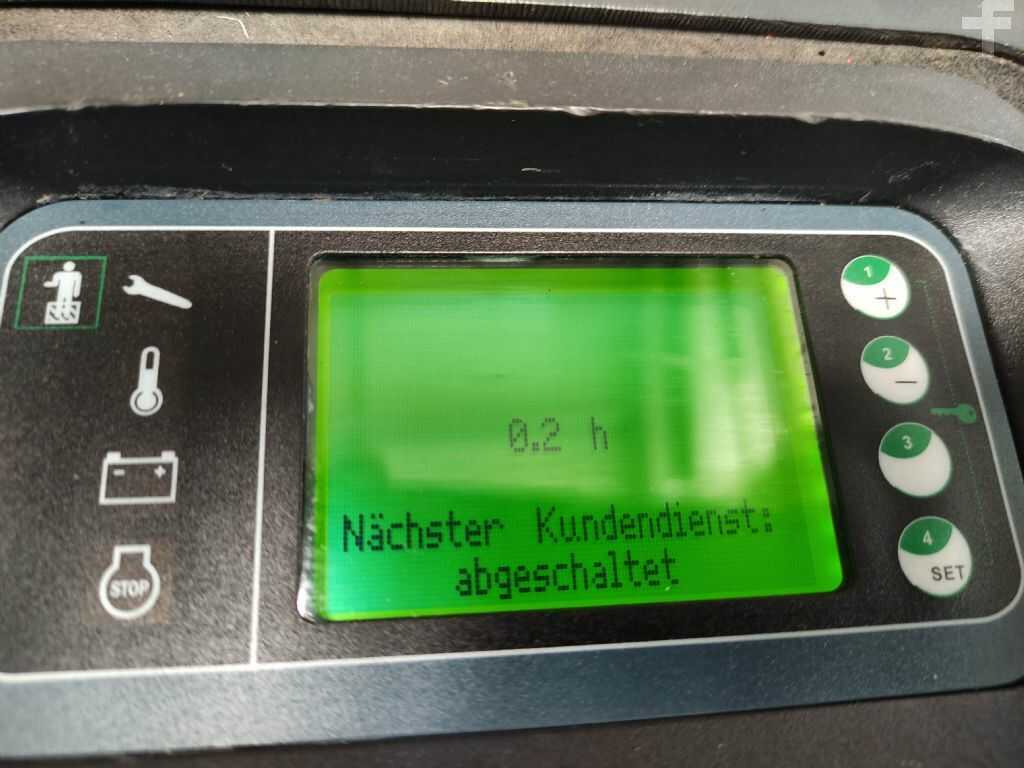 1
+
2
−
3
4
SET
- +
STOP
0.2 h
Nächster Kundendienst:
abgeschaltet
f